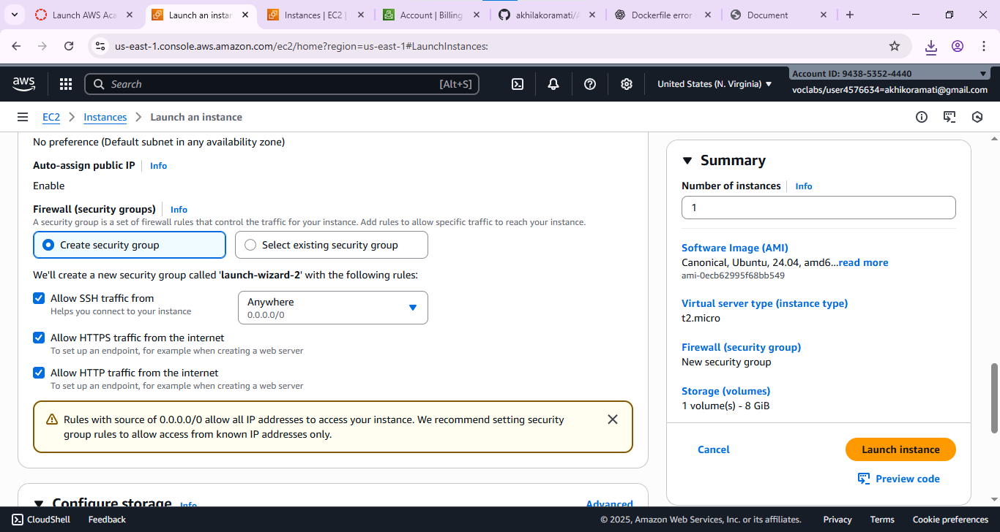 Launch AWS Aca
Launch an instan
Instances | EC2 |
Account | Billing
akhilakoramati/A
Dockerfile error
Document
us-east-1.console.aws.amazon.com/ec2/home?region=us-east-1#LaunchInstances:
aws
Search
[Alt+S]
United States (N. Virginia)
Account ID: 9438-5352-4440
voclabs/user4576634=akhikoramati@gmail.com
EC2
Instances
Launch an instance
No preference (Default subnet in any availability zone)
Auto-assign public IP
Info
Enable
Firewall (security groups)
Info
A security group is a set of firewall rules that control the traffic for your instance. Add rules to allow specific traffic to reach your instance.
Create security group
Select existing security group
We'll create a new security group called 'launch-wizard-2' with the following rules:
Allow SSH traffic from
Helps you connect to your instance
Anywhere
0.0.0.0/0
Allow HTTPS traffic from the internet
To set up an endpoint, for example when creating a web server
Allow HTTP traffic from the internet
To set up an endpoint, for example when creating a web server
Rules with source of 0.0.0.0/0 allow all IP addresses to access your instance. We recommend setting security
group rules to allow access from known IP addresses only.
Configure storage
Info
Advanced
Summary
Number of instances
Info
1
Software Image (AMI)
Canonical, Ubuntu, 24.04, amd6...read more
ami-0ecb62995f68bb549
Virtual server type (instance type)
t2.micro
Firewall (security group)
New security group
Storage (volumes)
1 volume(s) - 8 GiB
Cancel
Launch instance
Preview code
CloudShell
Feedback
© 2025, Amazon Web Services, Inc. or its affiliates.
Privacy
Terms
Cookie preferences